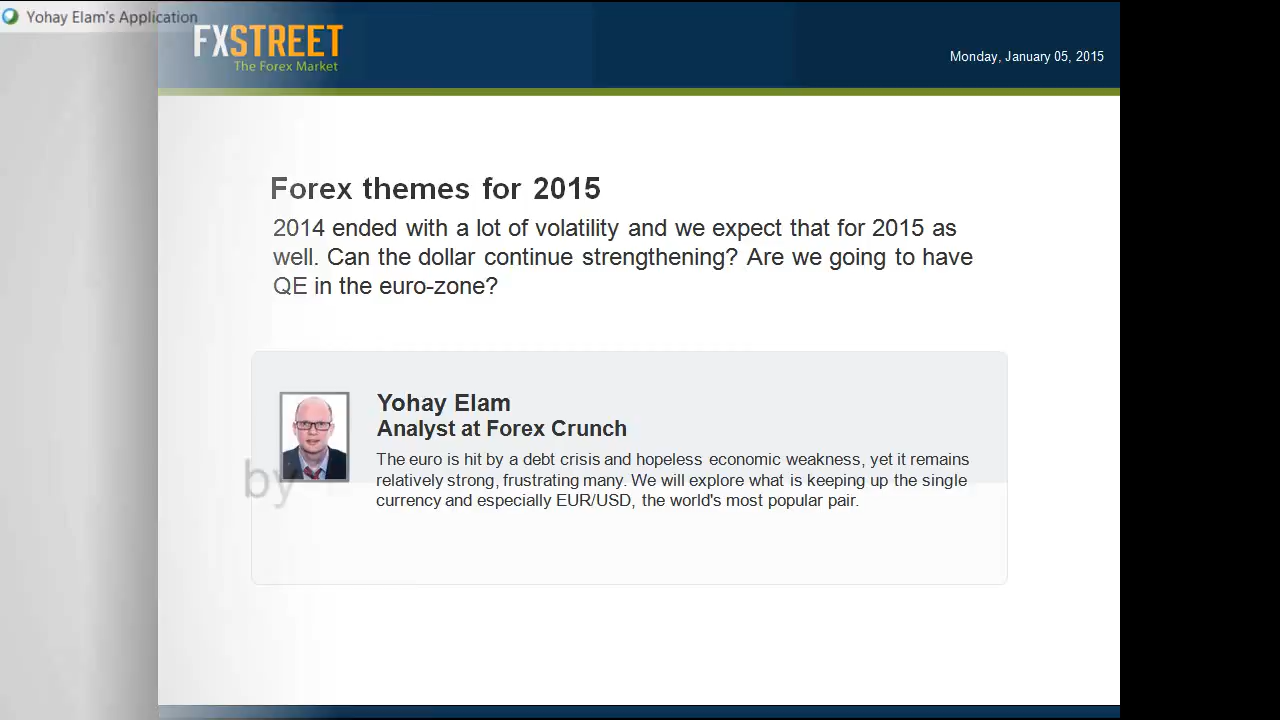 Yohay Elam's Application
FXSTREET
The Forex Market
Monday, January 05, 2015
Forex themes for 2015
2014 ended with a lot of volatility and we expect that for 2015 as
well. Can the dollar continue strengthening? Are we going to have
QE in the euro-zone?
Yohay Elam
Analyst at Forex Crunch
The euro is hit by a debt crisis and hopeless economic weakness, yet it remains
relatively strong, frustrating many. We will explore what is keeping up the single
currency and especially EUR/USD, the world's most popular pair.
by